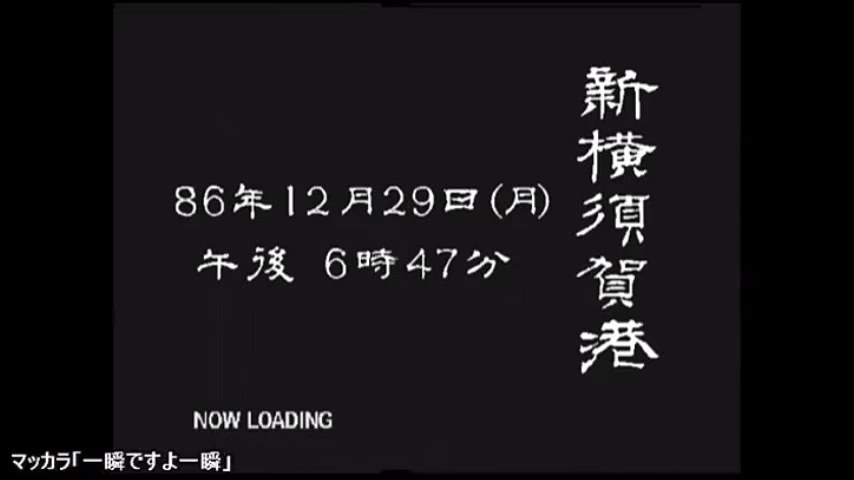 新横須賀港
86年12月29日(月)
午後 6時47分
NOW LOADING
マッカラ「一瞬ですよ一瞬」